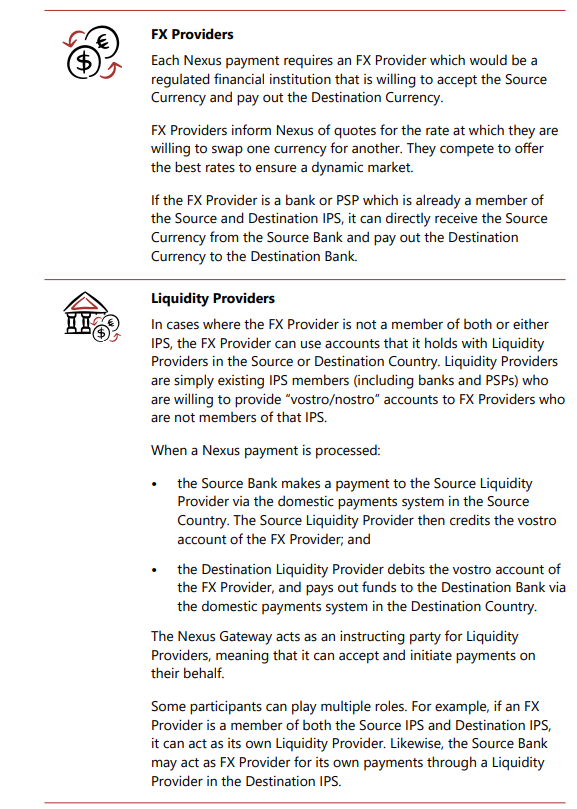 FX Providers
Each Nexus payment requires an FX Provider which would be a
regulated financial institution that is willing to accept the Source
Currency and pay out the Destination Currency.
FX Providers inform Nexus of quotes for the rate at which they are
willing to swap one currency for another. They compete to offer
the best rates to ensure a dynamic market.
If the FX Provider is a bank or PSP which is already a member of
the Source and Destination IPS, it can directly receive the Source
Currency from the Source Bank and pay out the Destination
Currency to the Destination Bank.
Liquidity Providers
In cases where the FX Provider is not a member of both or either
IPS, the FX Provider can use accounts that it holds with Liquidity
Providers in the Source or Destination Country. Liquidity Providers
are simply existing IPS members (including banks and PSPs) who
are willing to provide “vostro/nostro” accounts to FX Providers who
are not members of that IPS.
When a Nexus payment is processed:
• the Source Bank makes a payment to the Source Liquidity
Provider via the domestic payments system in the Source
Country. The Source Liquidity Provider then credits the vostro
account of the FX Provider; and
• the Destination Liquidity Provider debits the vostro account of
the FX Provider, and pays out funds to the Destination Bank via
the domestic payments system in the Destination Country.
The Nexus Gateway acts as an instructing party for Liquidity
Providers, meaning that it can accept and initiate payments on
their behalf.
Some participants can play multiple roles. For example, if an FX
Provider is a member of both the Source IPS and Destination IPS,
it can act as its own Liquidity Provider. Likewise, the Source Bank
may act as FX Provider for its own payments through a Liquidity
Provider in the Destination IPS.